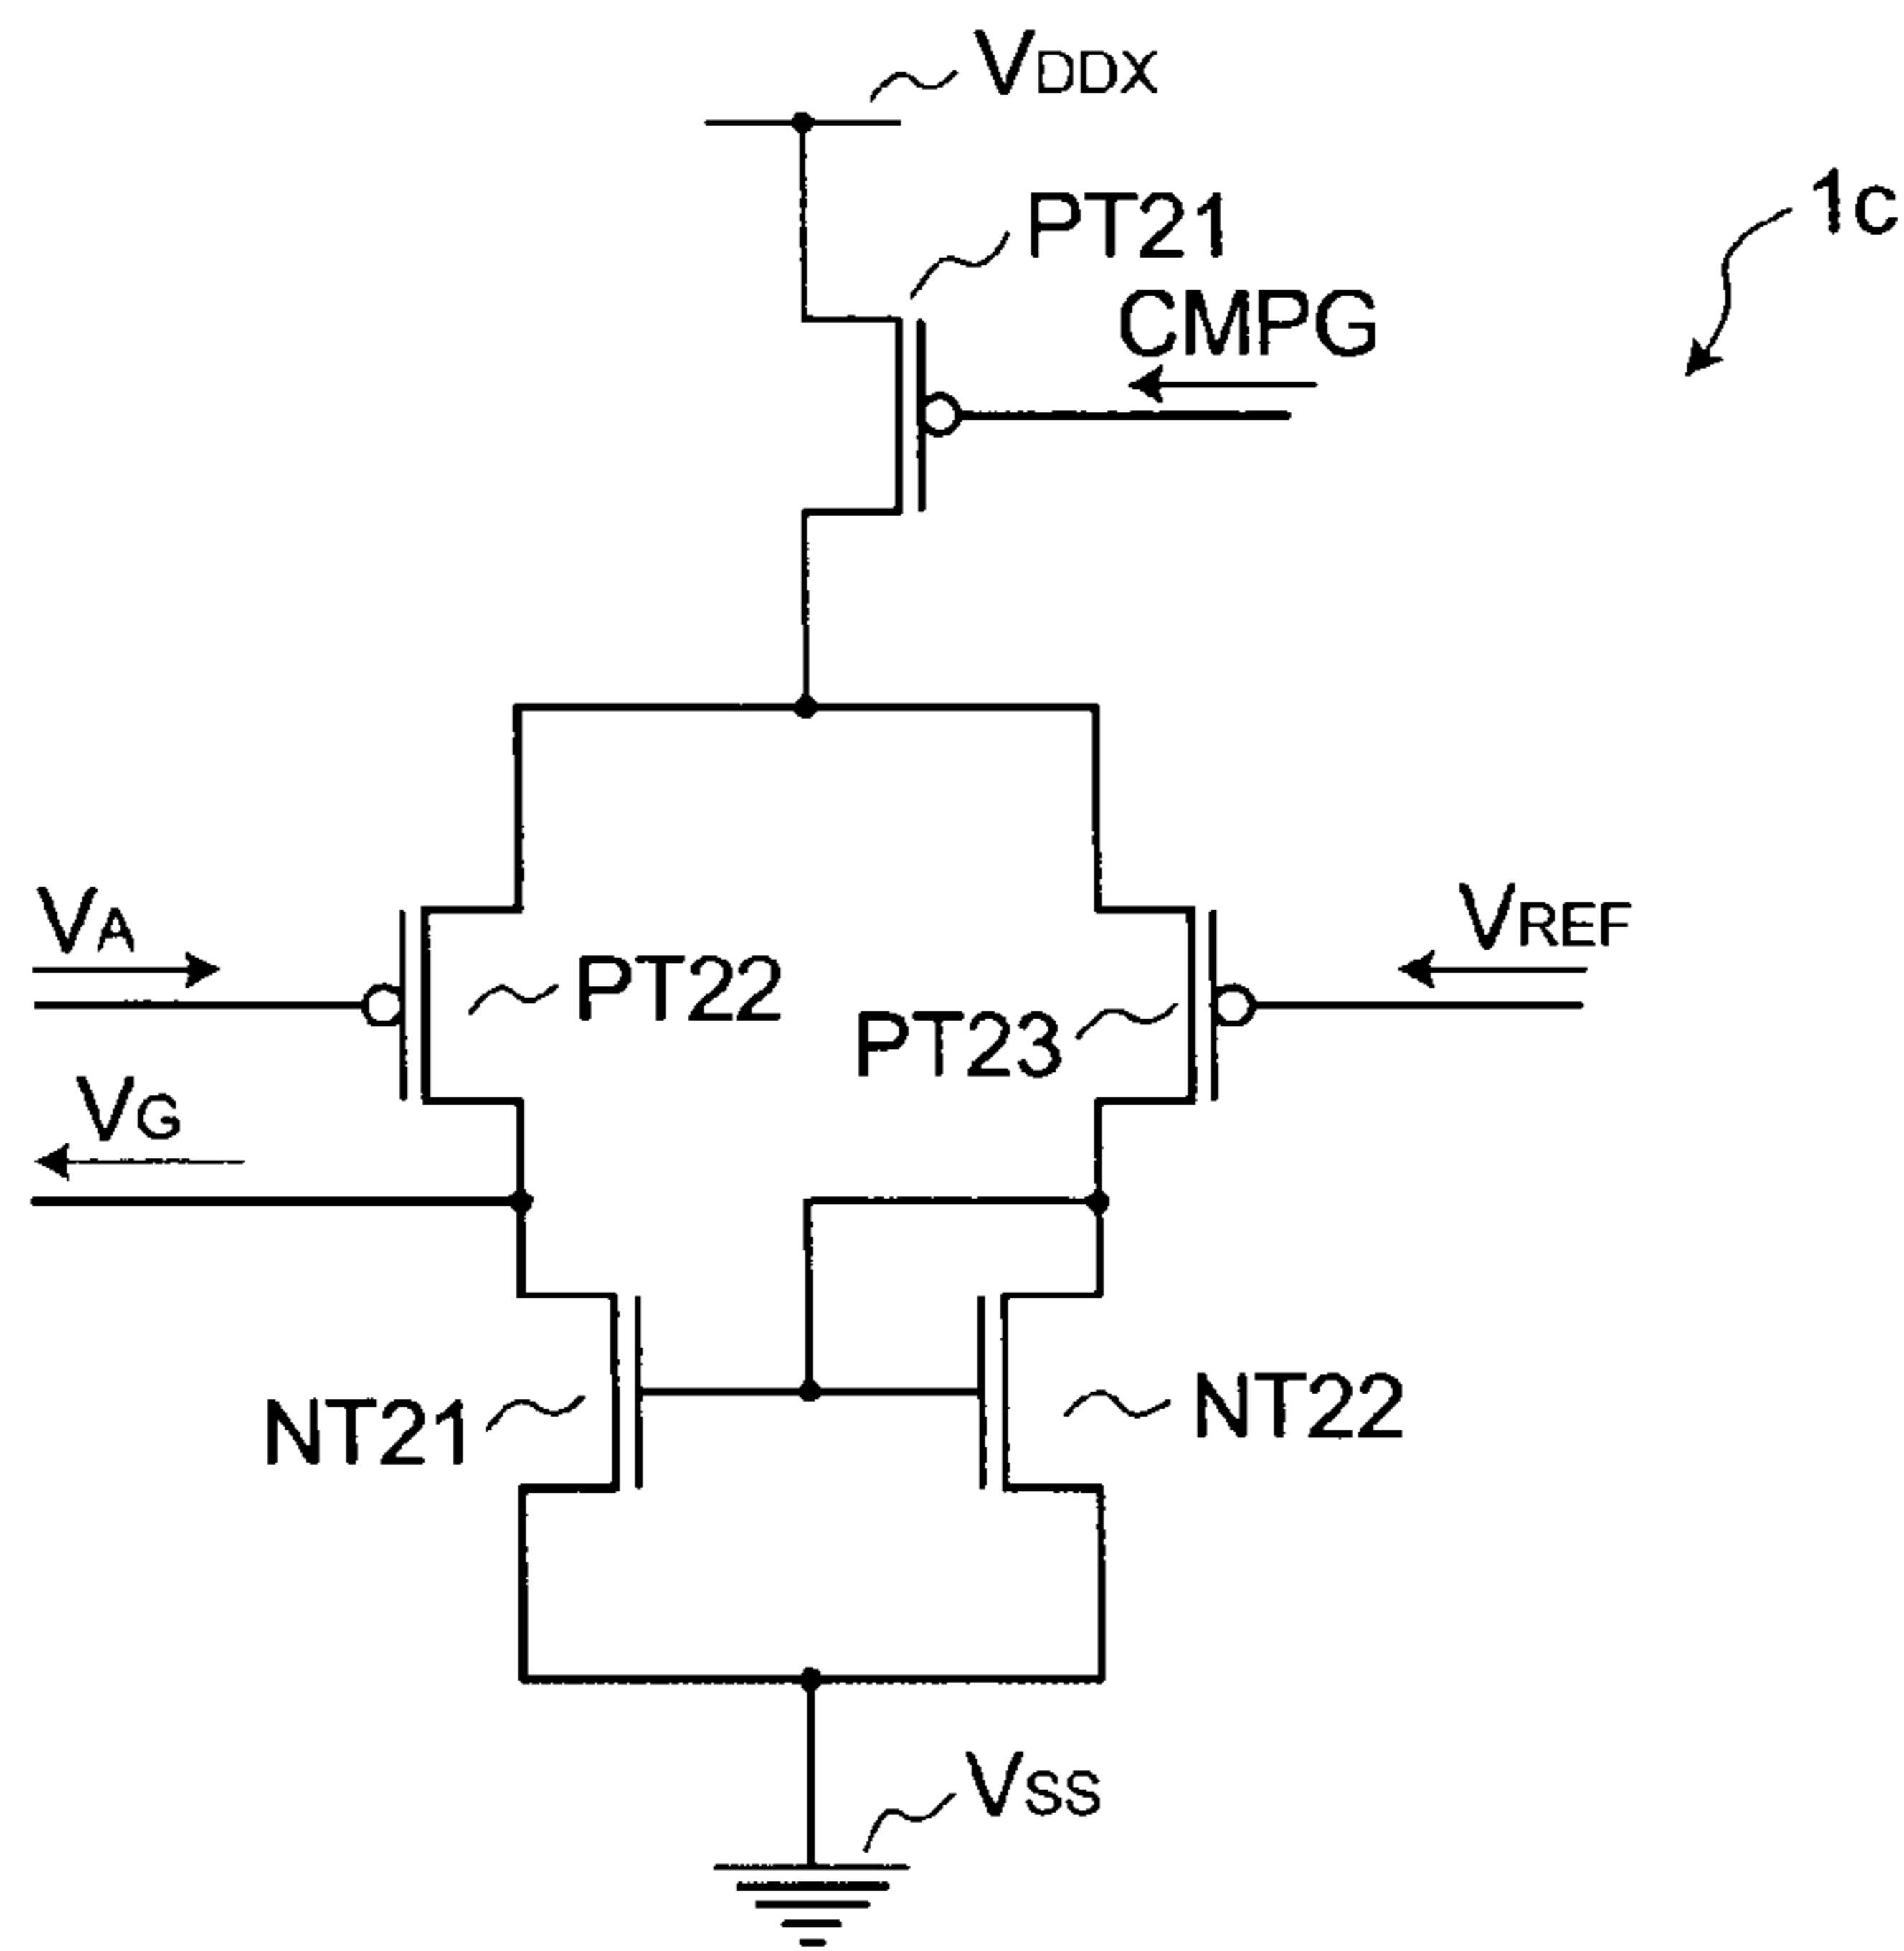 VDDX
PT21
1c
CMPG
VA
VREF
PT22
PT23
VG
NT21
NT22
VSS